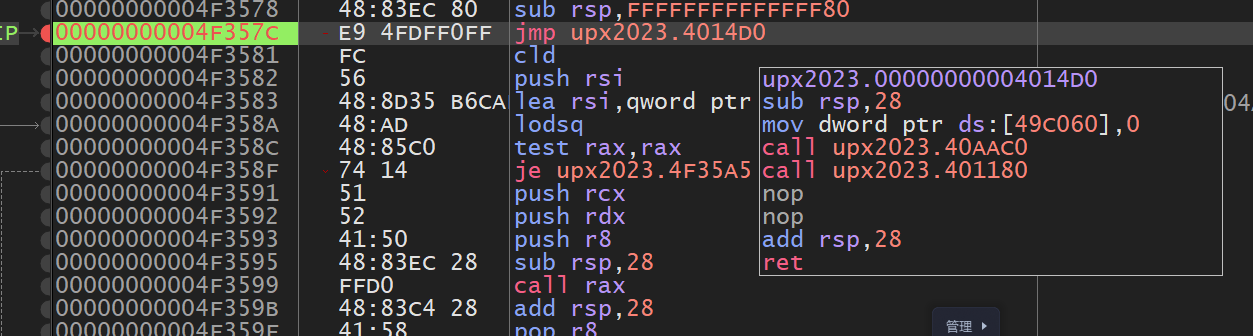 00000000004F3578 48:83EC 80 sub rsp,FFFFFFFFFFFFFF80
IP 00000000004F357C E9 4FDFF0FF jmp upx2023.4014D0
00000000004F3581 FC cld
00000000004F3582 56 push rsi
00000000004F3583 48:8D35 B6CA lea rsi,qword ptr
00000000004F358A 48:AD lodsq
00000000004F358C 48:85C0 test rax,rax
00000000004F358F 74 14 je upx2023.4F35A5
00000000004F3591 51 push rcx
00000000004F3592 52 push rdx
00000000004F3593 41:50 push r8
00000000004F3595 48:83EC 28 sub rsp,28
00000000004F3599 FFD0 call rax
00000000004F359B 48:83C4 28 add rsp,28
00000000004F359F 41:58 pop r8
upx2023.00000000004014D0
sub rsp,28
mov dword ptr ds:[49C060],0
call upx2023.40AAC0
call upx2023.401180
nop
nop
add rsp,28
ret
管理